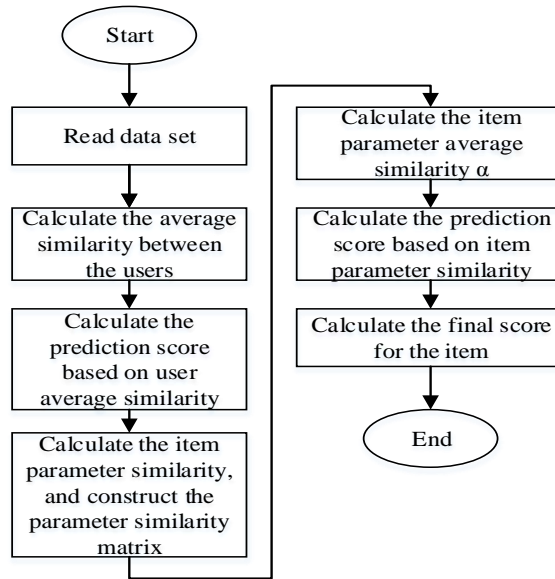 Start
Read data set
Calculate the average
similarity between
the users
Calculate the
prediction score
based on user
average similarity
Calculate the item
parameter similarity,
and construct the
parameter similarity
matrix
Calculate the item
parameter average
similarity α
Calculate the prediction
score based on item
parameter similarity
Calculate the final score
for the item
End